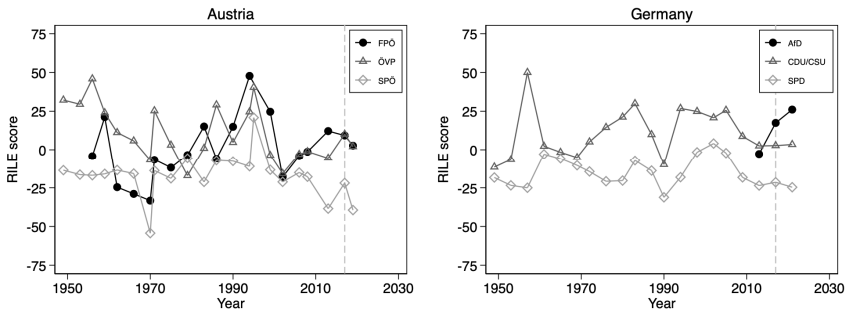 Austria
75
50
25
0
-25
-50
-75
RILE score
1950
1970
1990
2010
2030
Year
FPÖ
ÖVP
SPÖ
Germany
75
50
25
0
-25
-50
-75
RILE score
1950
1970
1990
2010
2030
Year
AfD
CDU/CSU
SPD